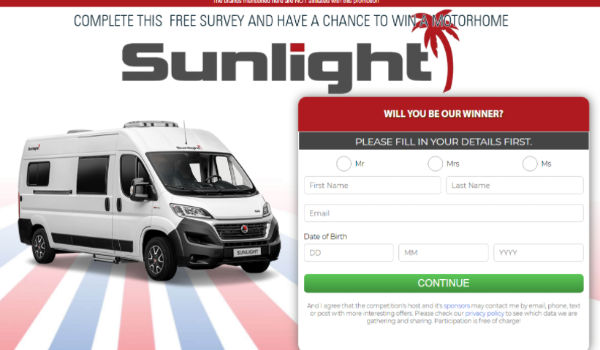 The brands mentioned here are NOT affiliated with this promotion
COMPLETE THIS FREE SURVEY AND HAVE A CHANCE TO WIN A MOTORHOME
Sunlight
WILL YOU BE OUR WINNER?
PLEASE FILL IN YOUR DETAILS FIRST.
Mr Mrs Ms
First Name Last Name
Email
Date of Birth
DD MM YYYY
CONTINUE
And I agree that the competition's host and it's sponsors may contact me by email, phone, text
or post with more interesting offers. Please check our privacy policy to see which data we are
gathering and sharing. Participation is free of charge!
Sunlight
SUNLIGHT